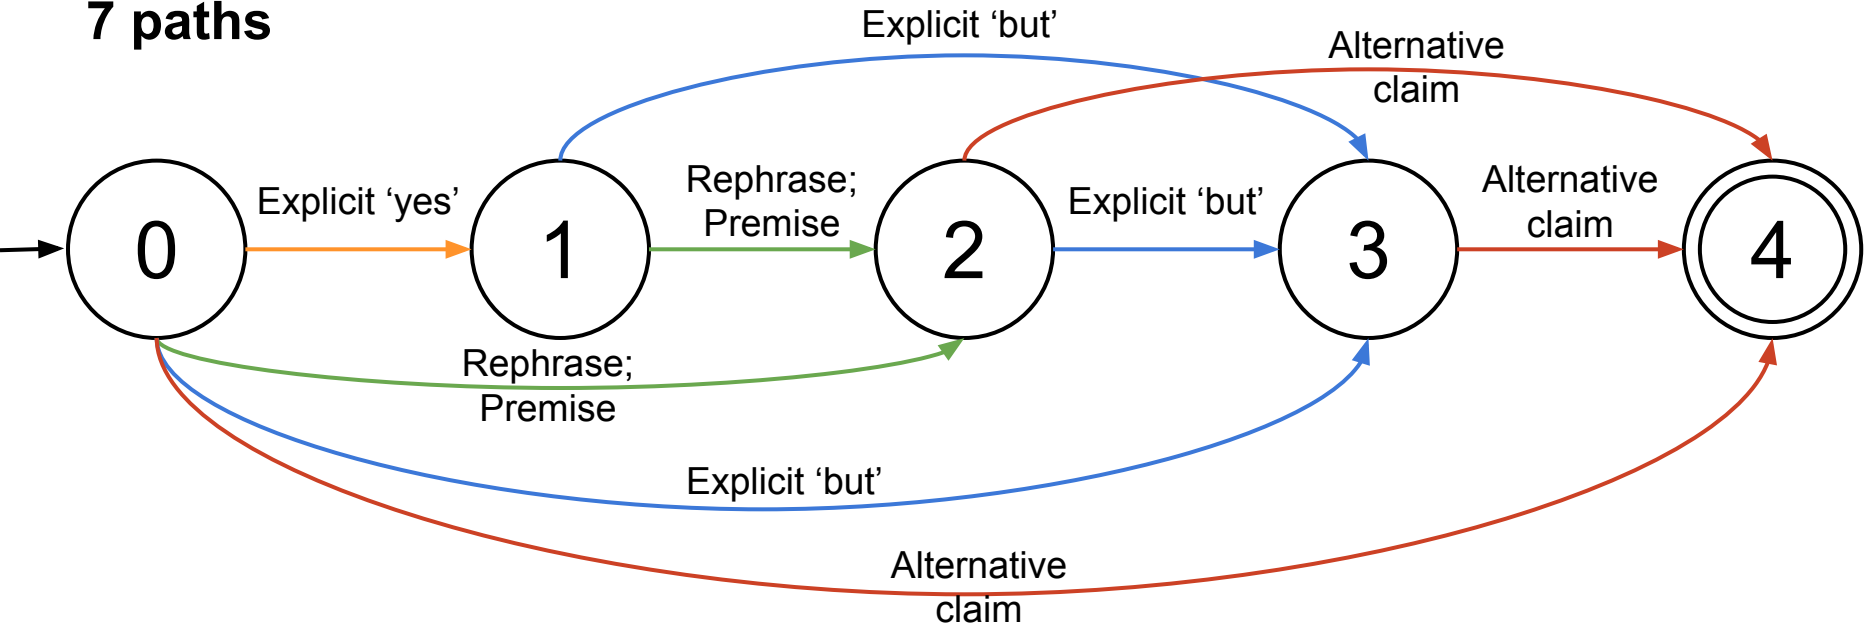 7 paths
Explicit ‘but’
Alternative
claim
Rephrase;
Premise
Alternative
claim
Explicit ‘yes’
Explicit ‘but’
0
1
2
3
4
Rephrase;
Premise
Explicit ‘but’
Alternative
claim